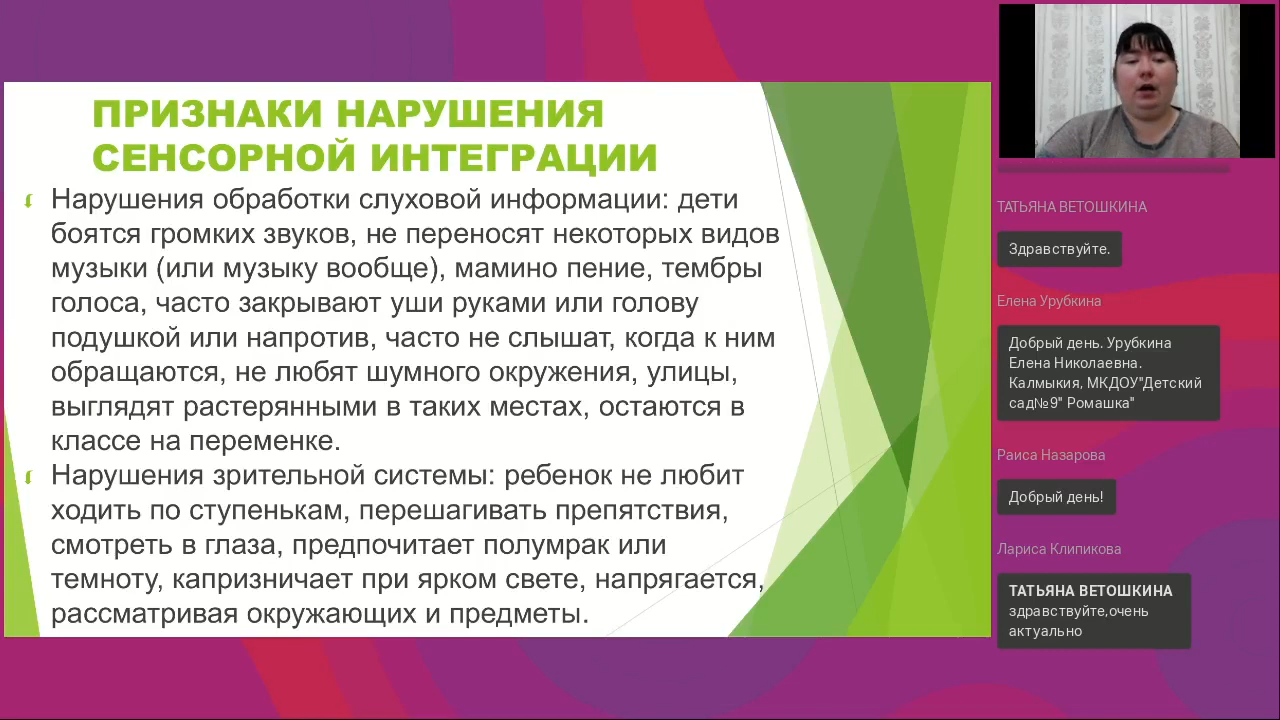 ПРИЗНАКИ НАРУШЕНИЯ
СЕНСОРНОЙ ИНТЕГРАЦИИ
Нарушения обработки слуховой информации: дети
боятся громких звуков, не переносят некоторых видов
музыки (или музыку вообще), мамино пение, тембры
голоса, часто закрывают уши руками или голову
подушкой или напротив, часто не слышат, когда к ним
обращаются, не любят шумного окружения, улицы,
выглядят растерянными в таких местах, остаются в
классе на переменке.
Нарушения зрительной системы: ребенок не любит
ходить по ступенькам, перешагивать препятствия,
смотреть в глаза, предпочитает полумрак или
темноту, капризничает при ярком свете, напрягается,
рассматривая окружающих и предметы.
ТАТЬЯНА ВЕТОШКИНА
Здравствуйте.
Елена Урубкина
Добрый день. Урубкина
Елена Николаевна.
Калмыкия, МКДОУ"Детский
сад№9" Ромашка"
Раиса Назарова
Добрый день!
Лариса Клипикова
ТАТЬЯНА ВЕТОШКИНА
здравствуйте,очень
актуально